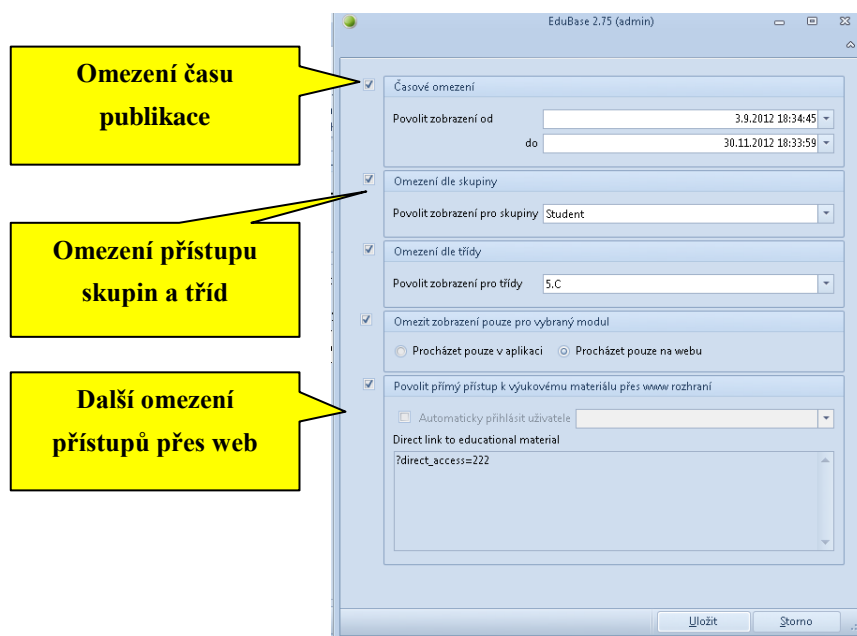 EduBase 2.75 (admin)
Omezení času
publikace
Časové omezení
Povolit zobrazení od
3.9.2012 18:34:45
do
30.11.2012 18:33:59
Omezení přístupu
skupin a tříd
Omezení dle skupiny
Povolit zobrazení pro skupiny
Student
Omezení dle třídy
Povolit zobrazení pro třídy
5.C
Omezit zobrazení pouze pro vybraný modul
Procházet pouze v aplikaci
Procházet pouze na webu
Další omezení
přístupů přes web
Povolit přímý přístup k výukovému materiálu přes www rozhraní
Automaticky přihlásit uživatele
Direct link to educational material
?direct_access=222
Uložit
Storno